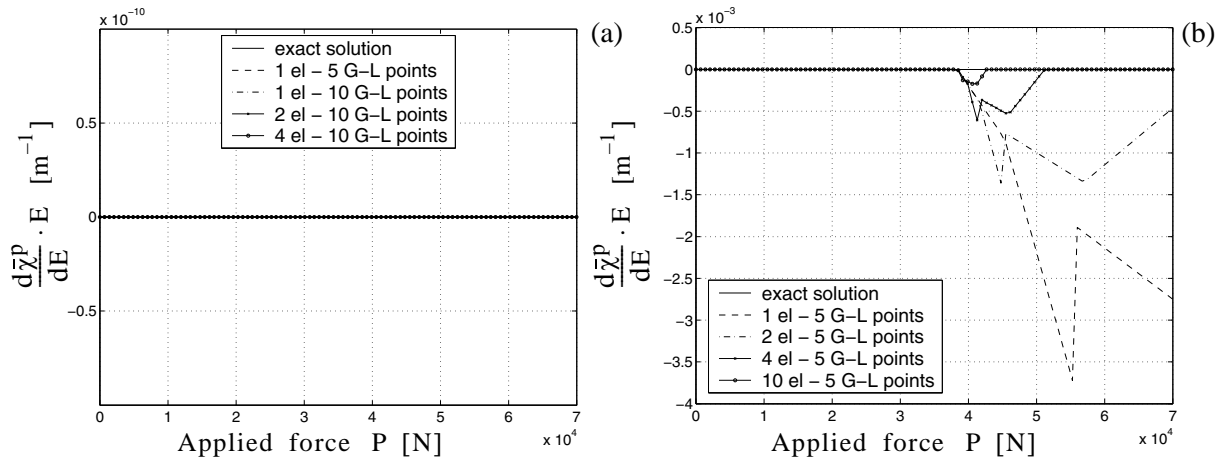 x 10⁻¹⁰
(a)
exact solution
1 el − 5 G−L points
1 el − 10 G−L points
2 el − 10 G−L points
4 el − 10 G−L points
0.5
0
−0.5
dχ̄ᵖ/dE · E [m⁻¹]
0 1 2 3 4 5 6 7
x 10⁴
Applied force P [N]
x 10⁻³
(b)
0.5
0
−0.5
−1
−1.5
−2
−2.5
−3
−3.5
−4
dχ̄ᵖ/dE · E [m⁻¹]
exact solution
1 el − 5 G−L points
2 el − 5 G−L points
4 el − 5 G−L points
10 el − 5 G−L points
0 1 2 3 4 5 6 7
x 10⁴
Applied force P [N]